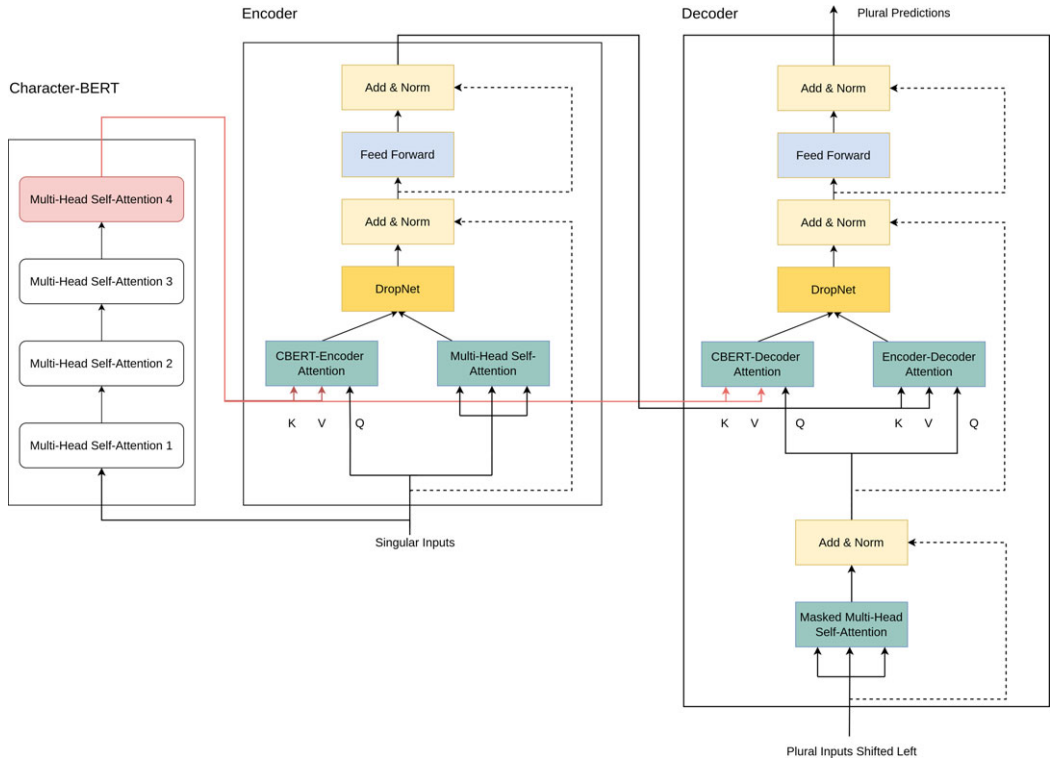 Character-BERT
Multi-Head Self-Attention 4
Multi-Head Self-Attention 3
Multi-Head Self-Attention 2
Multi-Head Self-Attention 1
Encoder
Add & Norm
Feed Forward
Add & Norm
DropNet
CBERT-Encoder
Attention
Multi-Head Self-
Attention
K V Q
Singular Inputs
Decoder
Plural Predictions
Add & Norm
Feed Forward
Add & Norm
DropNet
CBERT-Decoder
Attention
Encoder-Decoder
Attention
K V Q
K V Q
Add & Norm
Masked Multi-Head
Self-Attention
Plural Inputs Shifted Left